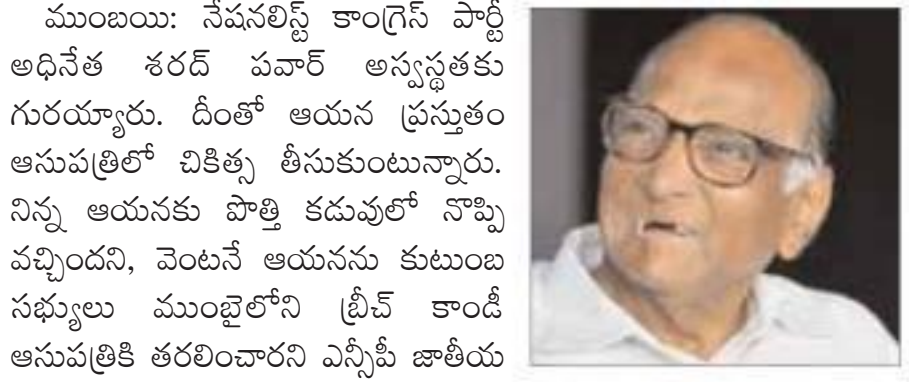 ముంబయి: నేషనలిస్ట్ కాంగ్రెస్ పార్టీ
అధినేత శరద్ పవార్ అస్వస్థతకు
గురయ్యారు. దీంతో ఆయన ప్రస్తుతం
ఆసుపత్రిలో చికిత్స తీసుకుంటున్నారు.
నిన్న ఆయనకు పొత్తి కడువులో నొప్పి
వచ్చిందని, వెంటనే ఆయనను కుటుంబ
సభ్యులు ముంబైలోని బ్రీచ్ కాండీ
ఆసుపత్రికి తరలించారని ఎన్సీపీ జాతీయ